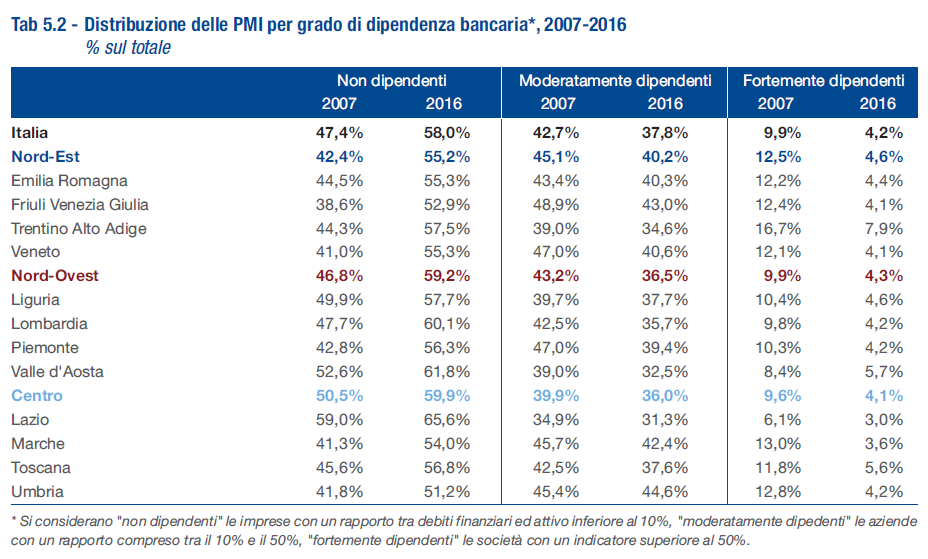 Tab 5.2 - Distribuzione delle PMI per grado di dipendenza bancaria*, 2007-2016
% sul totale
Non dipendenti Moderatamente dipendenti Fortemente dipendenti
2007 2016 2007 2016 2007 2016
Italia 47,4% 58,0% 42,7% 37,8% 9,9% 4,2%
Nord-Est 42,4% 55,2% 45,1% 40,2% 12,5% 4,6%
Emilia Romagna 44,5% 55,3% 43,4% 40,3% 12,2% 4,4%
Friuli Venezia Giulia 38,6% 52,9% 48,9% 43,0% 12,4% 4,1%
Trentino Alto Adige 44,3% 57,5% 39,0% 34,6% 16,7% 7,9%
Veneto 41,0% 55,3% 47,0% 40,6% 12,1% 4,1%
Nord-Ovest 46,8% 59,2% 43,2% 36,5% 9,9% 4,3%
Liguria 49,9% 57,7% 39,7% 37,7% 10,4% 4,6%
Lombardia 47,7% 60,1% 42,5% 35,7% 9,8% 4,2%
Piemonte 42,8% 56,3% 47,0% 39,4% 10,3% 4,2%
Valle d'Aosta 52,6% 61,8% 39,0% 32,5% 8,4% 5,7%
Centro 50,5% 59,9% 39,9% 36,0% 9,6% 4,1%
Lazio 59,0% 65,6% 34,9% 31,3% 6,1% 3,0%
Marche 41,3% 54,0% 45,7% 42,4% 13,0% 3,6%
Toscana 45,6% 56,8% 42,5% 37,6% 11,8% 5,6%
Umbria 41,8% 51,2% 45,4% 44,6% 12,8% 4,2%
* Si considerano "non dipendenti" le imprese con un rapporto tra debiti finanziari ed attivo inferiore al 10%, "moderatamente dipedenti" le aziende
con un rapporto compreso tra il 10% e il 50%, "fortemente dipendenti" le società con un indicatore superiore al 50%.